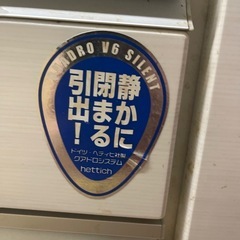 QUADRO V6 SILENT
静かに
閉まる
引出!
ドイツ・ヘティヒ社製
クアドロシステム
hettich